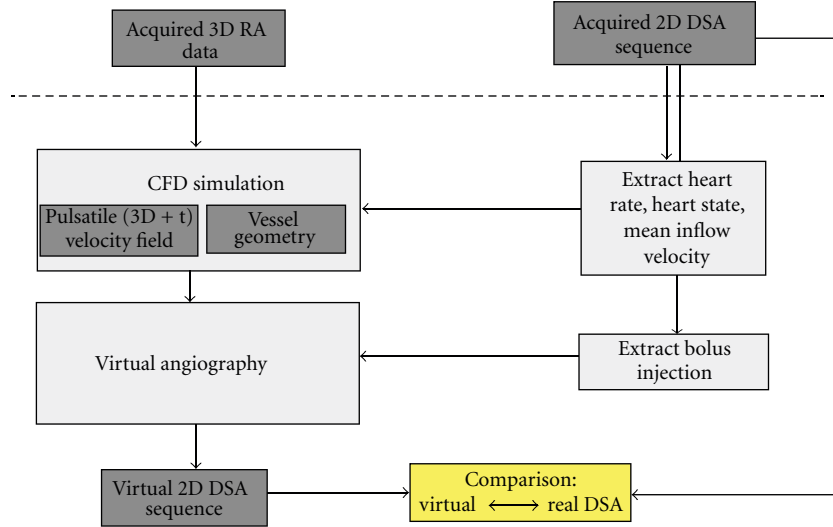 Acquired 3D RA
data
Acquired 2D DSA
sequence
CFD simulation
Pulsatile (3D + t)
velocity field
Vessel
geometry
Extract heart
rate, heart state,
mean inflow
velocity
Virtual angiography
Extract bolus
injection
Virtual 2D DSA
sequence
Comparison:
virtual ⟷ real DSA